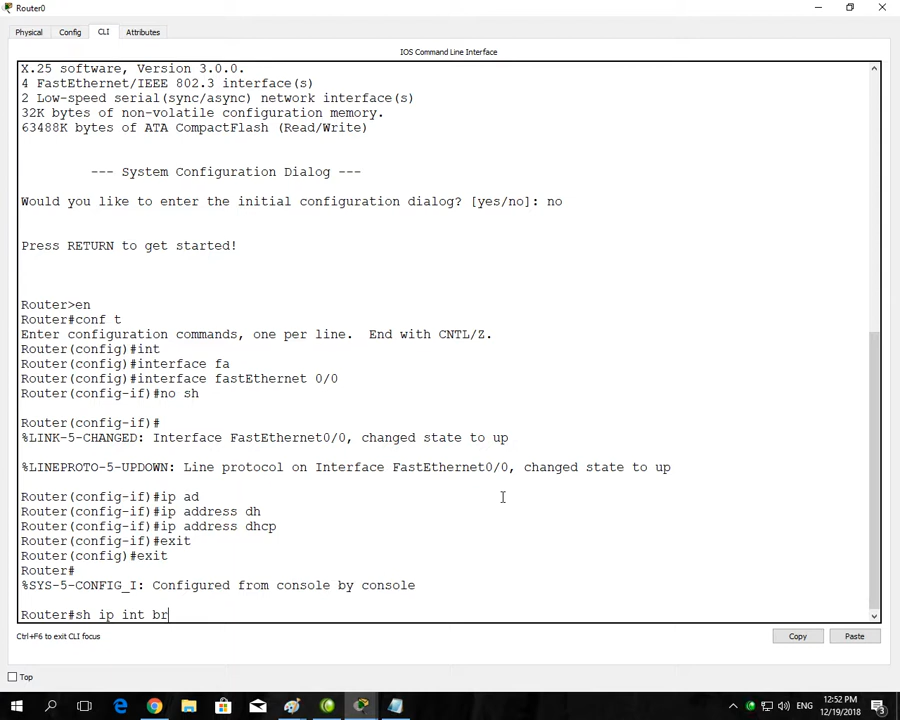 Router0
Physical Config CLI Attributes
IOS Command Line Interface
X.25 software, Version 3.0.0.
4 FastEthernet/IEEE 802.3 interface(s)
2 Low-speed serial(sync/async) network interface(s)
32K bytes of non-volatile configuration memory.
63488K bytes of ATA CompactFlash (Read/Write)
--- System Configuration Dialog ---
Would you like to enter the initial configuration dialog? [yes/no]: no
Press RETURN to get started!
Router>en
Router#conf t
Enter configuration commands, one per line.  End with CNTL/Z.
Router(config)#int
Router(config)#interface fa
Router(config)#interface fastEthernet 0/0
Router(config-if)#no sh
Router(config-if)#
%LINK-5-CHANGED: Interface FastEthernet0/0, changed state to up
%LINEPROTO-5-UPDOWN: Line protocol on Interface FastEthernet0/0, changed state to up
Router(config-if)#ip ad
Router(config-if)#ip address dh
Router(config-if)#ip address dhcp
Router(config-if)#exit
Router(config)#exit
Router#
%SYS-5-CONFIG_I: Configured from console by console
Router#sh ip int br
Ctrl+F6 to exit CLI focus
Copy Paste
Top
12:52 PM
ENG
12/19/2018
3